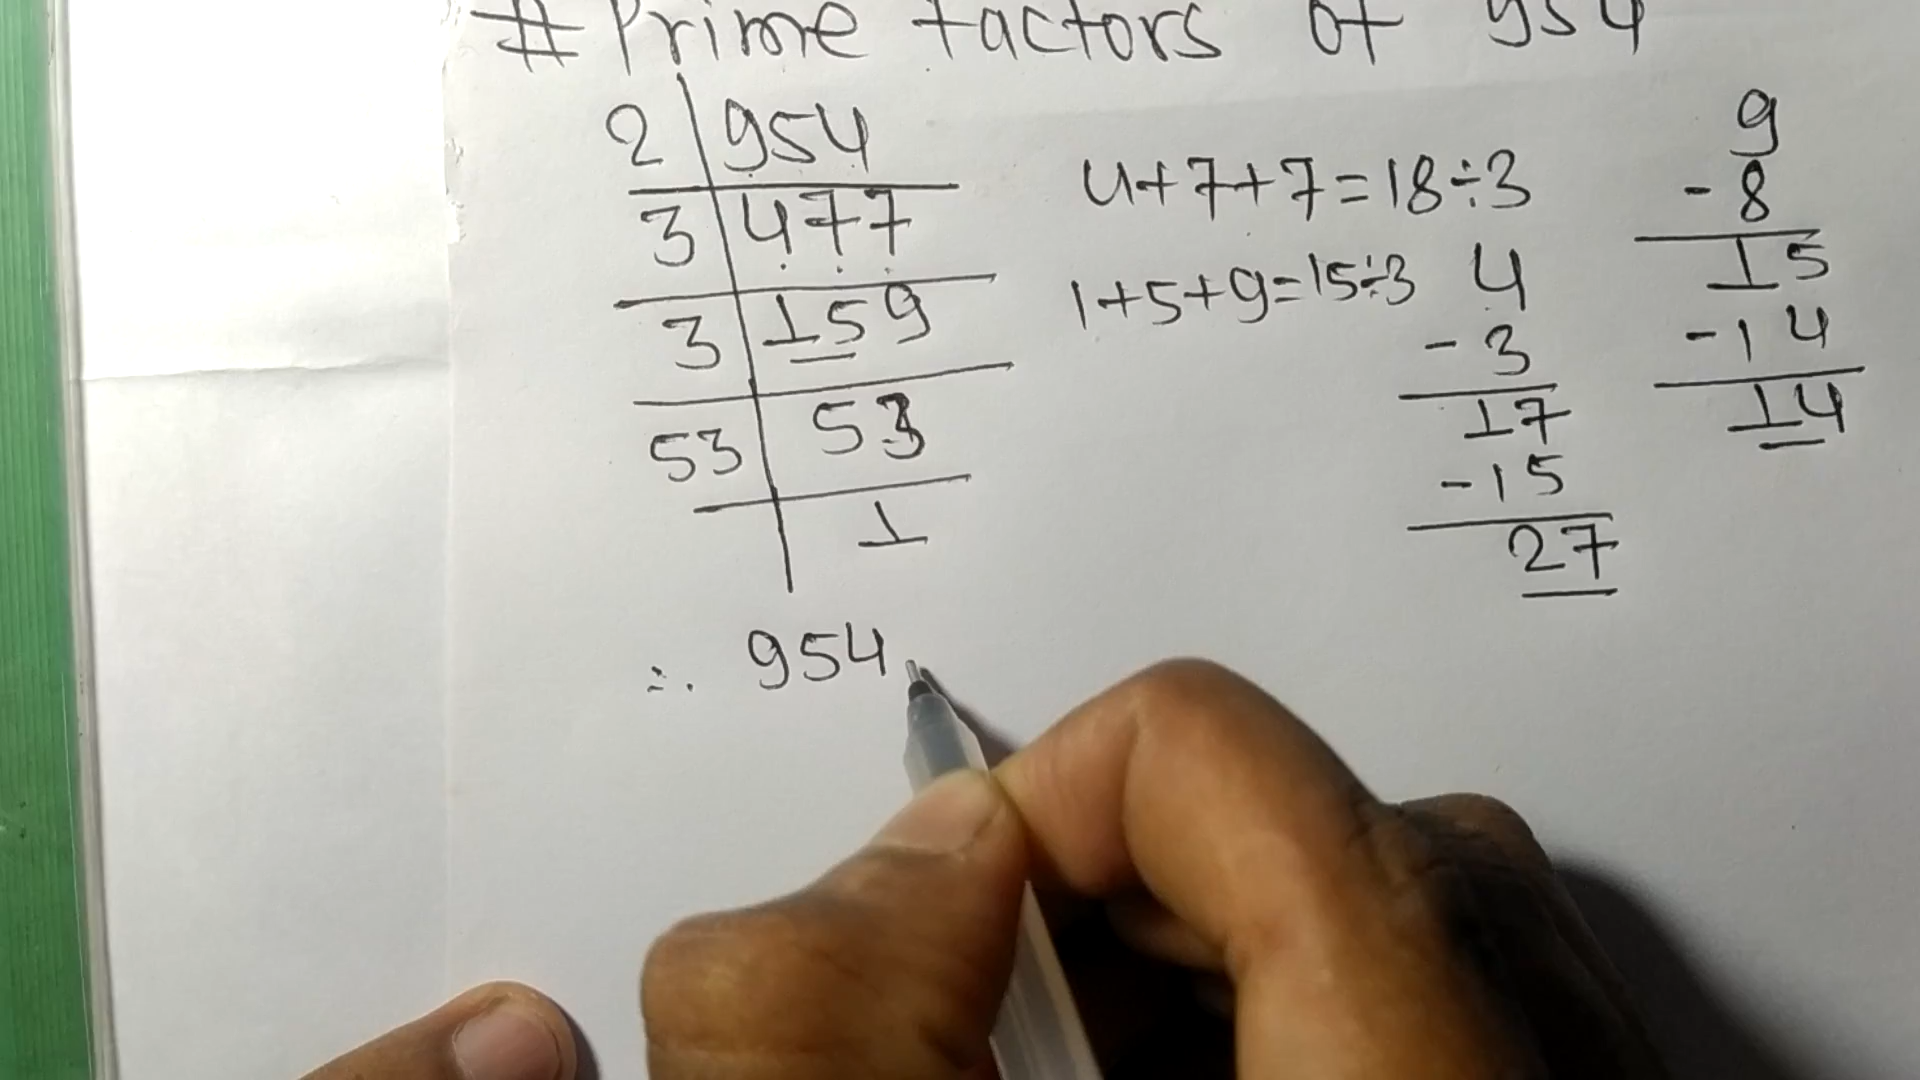 # Prime factors of 954
2 | 954
3 | 477
3 | 159
53 | 53
1
4+7+7=18÷3
1+5+9=15÷3
4
-3
17
-15
27
9
-8
15
-14
14
∴ 954